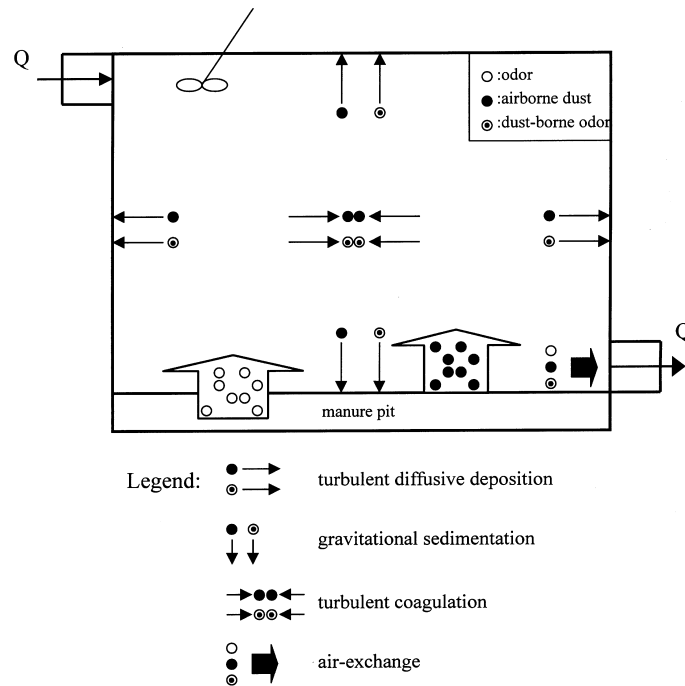 Q
○:odor
●:airborne dust
◉:dust-borne odor
Q
manure pit
Legend:
turbulent diffusive deposition
gravitational sedimentation
turbulent coagulation
air-exchange